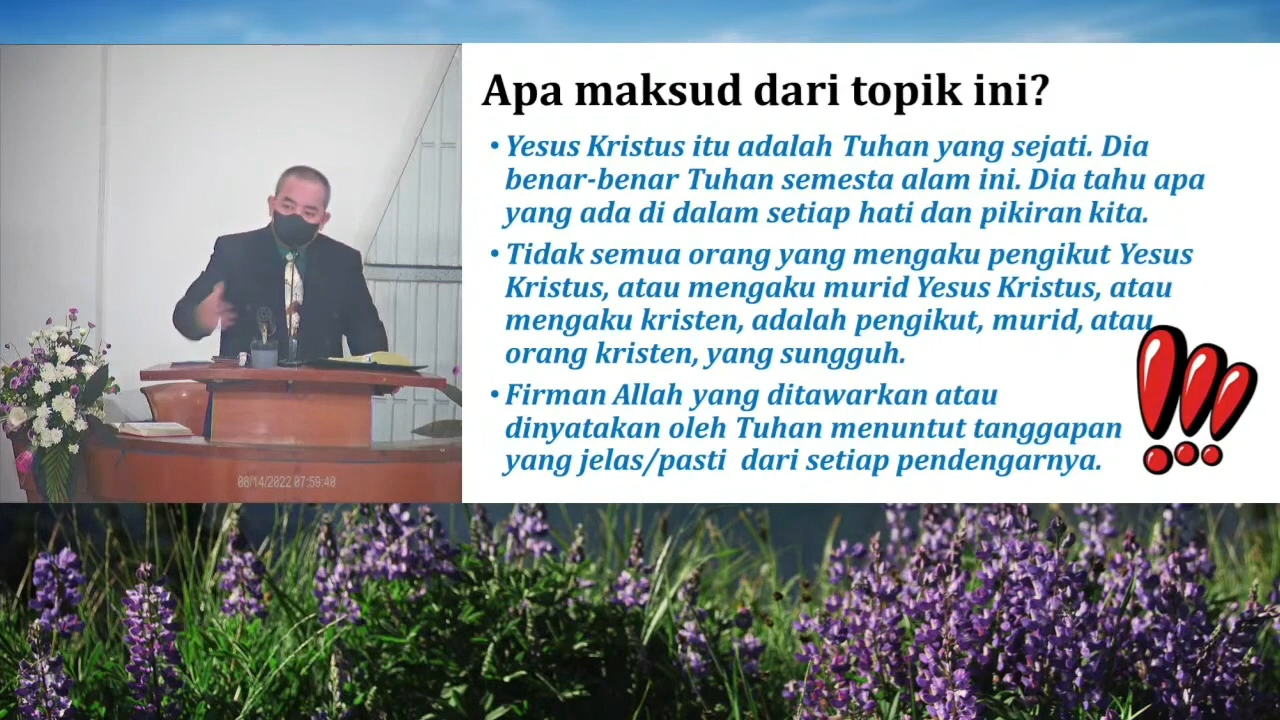 Apa maksud dari topik ini?
• Yesus Kristus itu adalah Tuhan yang sejati. Dia
benar-benar Tuhan semesta alam ini. Dia tahu apa
yang ada di dalam setiap hati dan pikiran kita.
• Tidak semua orang yang mengaku pengikut Yesus
Kristus, atau mengaku murid Yesus Kristus, atau
mengaku kristen, adalah pengikut, murid, atau
orang kristen, yang sungguh.
• Firman Allah yang ditawarkan atau
dinyatakan oleh Tuhan menuntut tanggapan
yang jelas/pasti  dari setiap pendengarnya.
08/14/2022 07:59:40